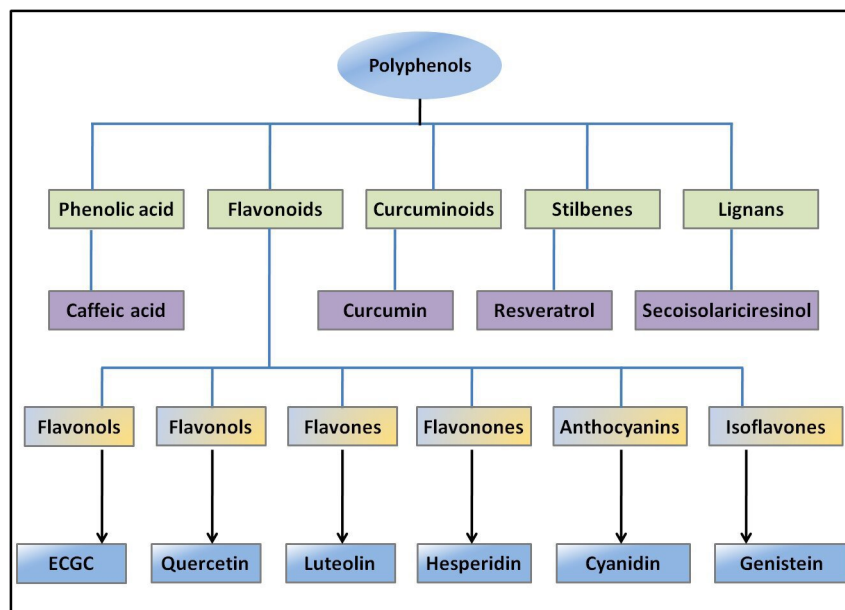 Polyphenols
Phenolic acid
Flavonoids
Curcuminoids
Stilbenes
Lignans
Caffeic acid
Curcumin
Resveratrol
Secoisolariciresinol
Flavonols
Flavonols
Flavones
Flavonones
Anthocyanins
Isoflavones
ECGC
Quercetin
Luteolin
Hesperidin
Cyanidin
Genistein